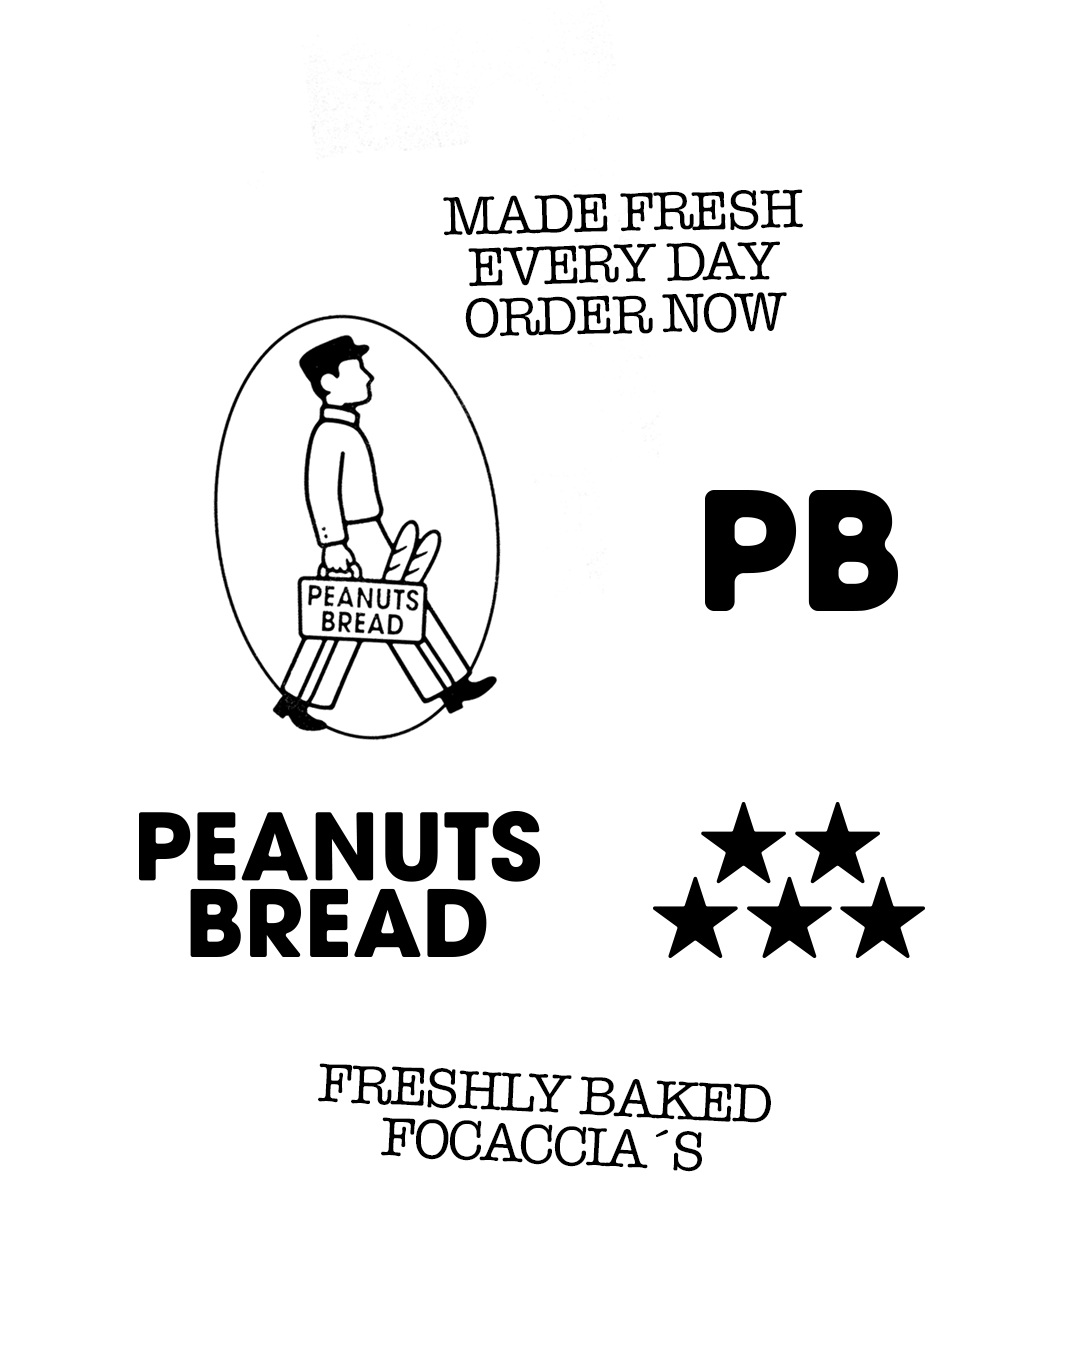 MADE FRESH
EVERY DAY
ORDER NOW
PEANUTS
BREAD
PB
PEANUTS
BREAD
FRESHLY BAKED
FOCACCIA´S